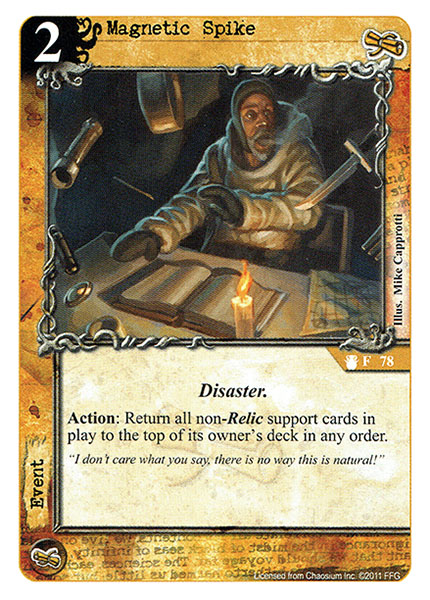 2
Magnetic Spike
Illus. Mike Capprotti
F 78
Disaster.
Action: Return all non-Relic support cards in
play to the top of its owner's deck in any order.
"I don't care what you say, there is no way this is natural!"
Event
Licensed from Chaosium Inc. ©2011 FFG